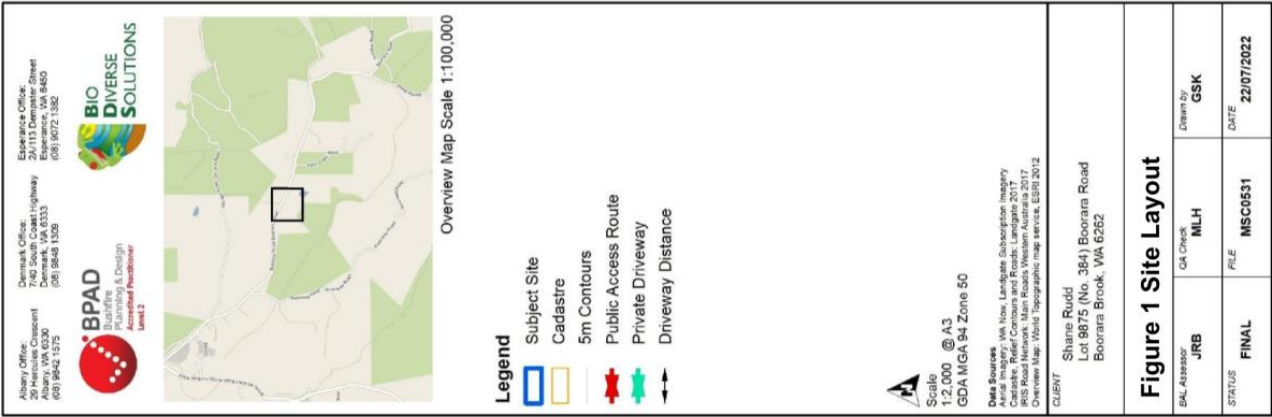 Albany Office:
29 Hercules Crescent
Albany, WA 6330
(08) 9842 1575
Denmark Office:
7/40 South Coast Highway
Denmark, WA 6333
(08) 9848 1309
Esperance Office:
2A/113 Dempster Street
Esperance, WA 6450
(08) 9072 1382
BPAD
Bushfire
Planning & Design
Accredited Practitioner
Level 2
BIO
DIVERSE
SOLUTIONS
Overview Map Scale 1:100,000
Legend
Subject Site
Cadastre
5m Contours
Public Access Route
Private Driveway
Driveway Distance
Scale
1:2,000 @ A3
GDA MGA 94 Zone 50
Data Sources
Aerial Imagery: WA Now, Landgate Subscription Imagery
Cadastre, Relief Contours and Roads: Landgate 2017
IRIS Road Network: Main Roads Western Australia 2017
Overview Map: World Topographic map service, ESRI 2012
CLIENT
Shane Rudd
Lot 9875 (No. 384) Boorara Road
Boorara Brook, WA 6262
Figure 1 Site Layout
BAL Assessor
JRB
QA Check
MLH
Drawn by
GSK
STATUS
FINAL
FILE
MSC0531
DATE
22/07/2022